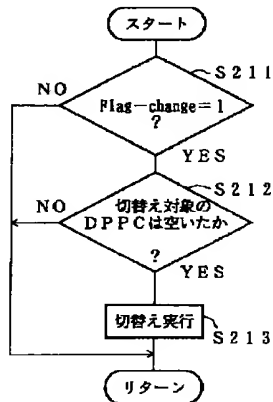 スタート
S211
NO
Flag-change=1
?
YES
S212
NO
切替え対象の
DPPCは空いたか
?
YES
切替え実行
S213
リターン